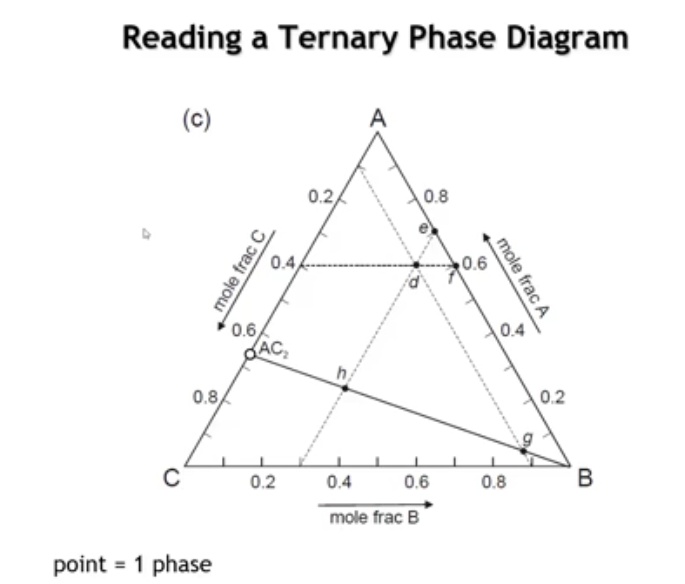 Reading a Ternary Phase Diagram
(c)
A
0.2
0.8
e
mole frac C
0.4
d
f
0.6
mole frac A
0.6
AC₂
0.4
h
0.8
0.2
g
C
B
0.2
0.4
0.6
0.8
mole frac B
point = 1 phase